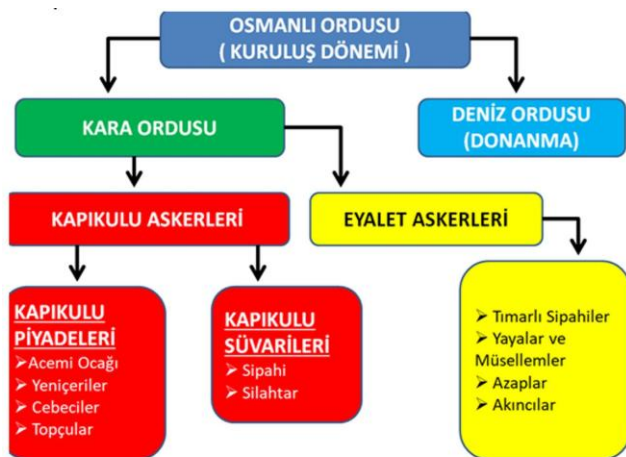 OSMANLI ORDUSU
( KURULUŞ DÖNEMİ )
KARA ORDUSU
DENİZ ORDUSU
(DONANMA)
KAPIKULU ASKERLERİ
EYALET ASKERLERİ
KAPIKULU
PİYADELERİ
➢Acemi Ocağı
➢ Yeniçeriler
➢ Cebeciler
➢ Topçular
KAPIKULU
SÜVARİLERİ
➢ Sipahi
➢ Silahtar
➢ Tımarlı Sipahiler
➢ Yayalar ve
Müsellemler
➢ Azaplar
➢ Akıncılar